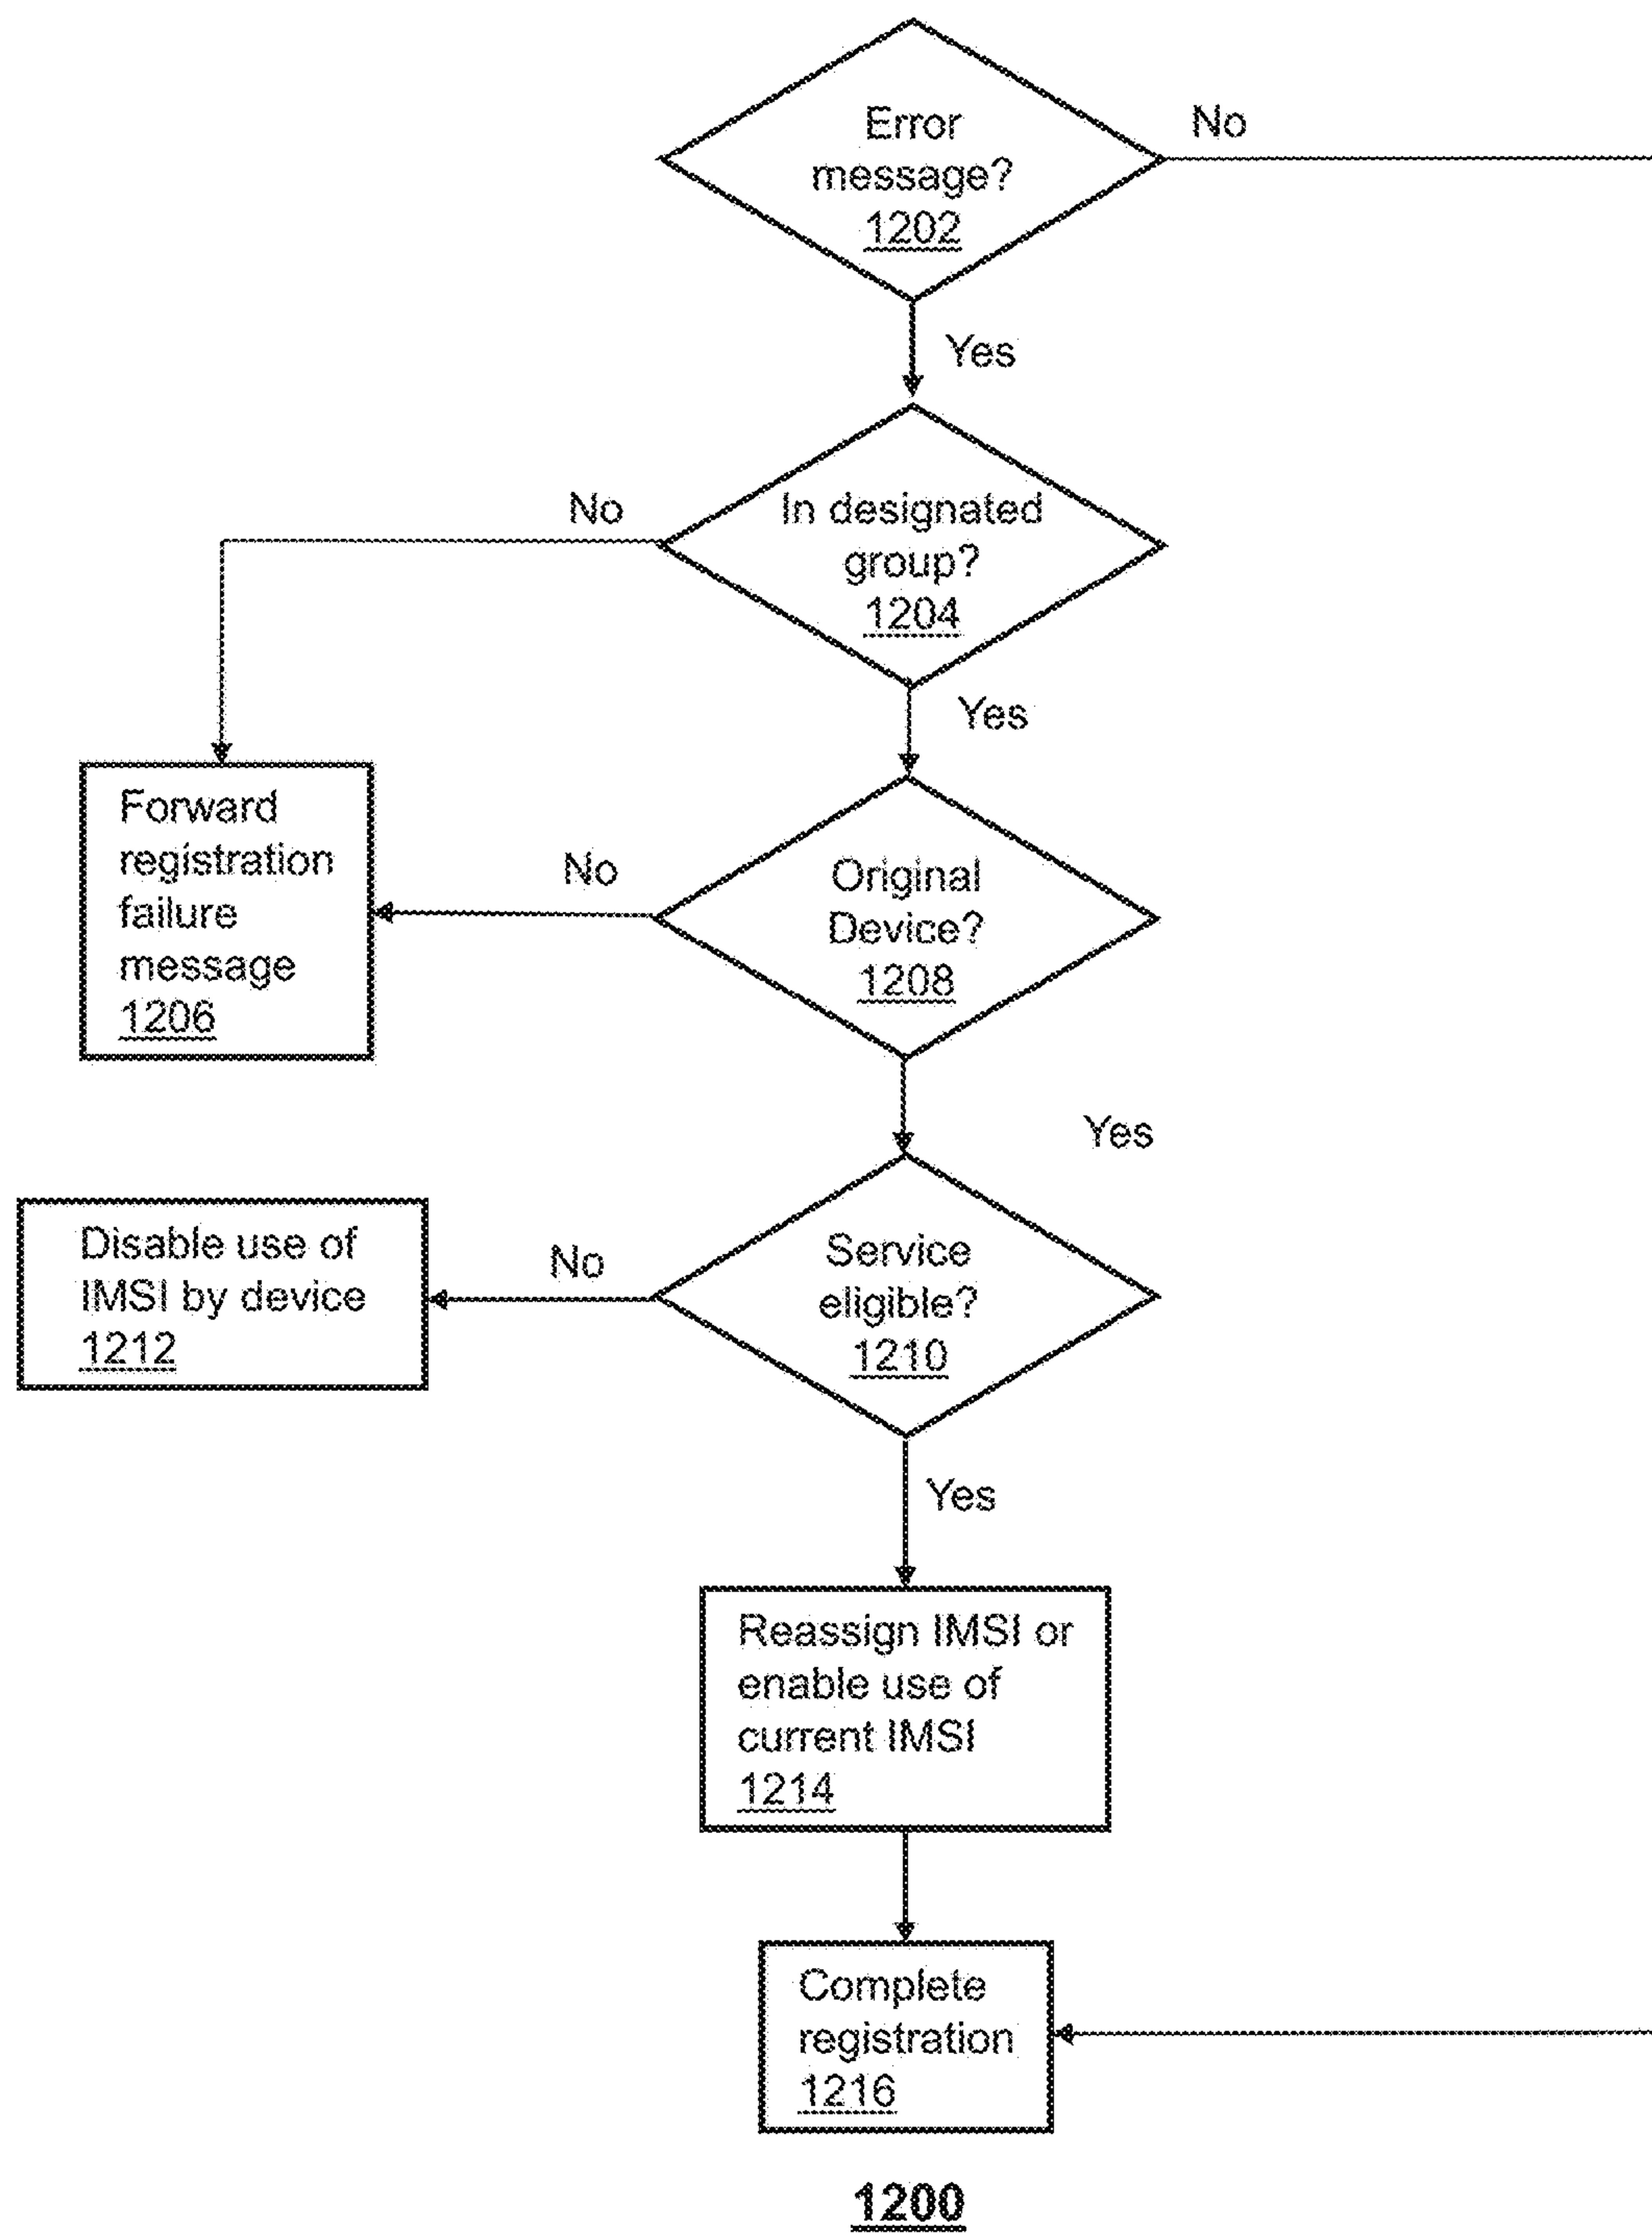 Error
message?
1202
No
Yes
In designated
group?
1204
No
Yes
Forward
registration
failure
message
1206
No
Original
Device?
1208
Yes
Disable use of
IMSI by device
1212
No
Service
eligible?
1210
Yes
Reassign IMSI or
enable use of
current IMSI
1214
Complete
registration
1216
1200